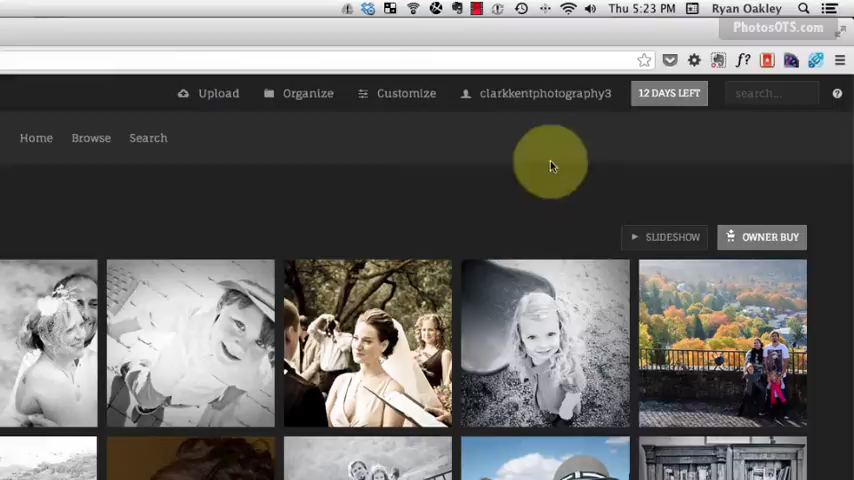 Thu 5:23 PM Ryan Oakley
PhotosOTS.com
f?
Upload Organize Customize clarkkentphotography3 12 DAYS LEFT search... ?
Home Browse Search
SLIDESHOW OWNER BUY